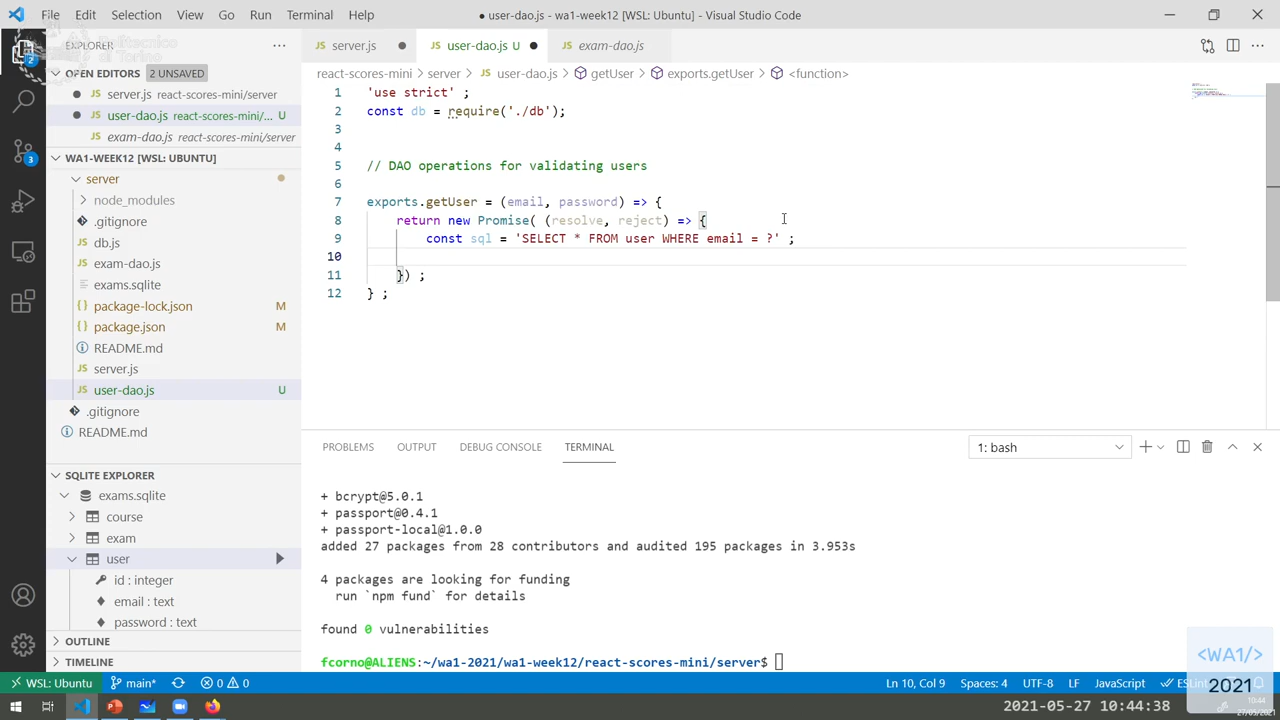 File Edit Selection View Go Run Terminal Help
● user-dao.js - wa1-week12 [WSL: Ubuntu] - Visual Studio Code
EXPLORER
Politecnico
di Torino
OPEN EDITORS 2 UNSAVED
server.js react-scores-mini/server
user-dao.js react-scores-mini/... U
exam-dao.js react-scores-mini/server
WA1-WEEK12 [WSL: UBUNTU]
server
node_modules
.gitignore
db.js
exam-dao.js
exams.sqlite
package-lock.json M
package.json M
README.md
server.js
user-dao.js U
.gitignore
README.md
SQLITE EXPLORER
exams.sqlite
course
exam
user
id : integer
email : text
password : text
OUTLINE
TIMELINE
2
3
JS server.js
JS user-dao.js U
JS exam-dao.js
react-scores-mini > server > JS user-dao.js > getUser > exports.getUser > <function>
1 'use strict' ;
2 const db = require('./db');
3
4
5 // DAO operations for validating users
6
7 exports.getUser = (email, password) => {
8 return new Promise( (resolve, reject) => {
9 const sql = 'SELECT * FROM user WHERE email = ?' ;
10
11 }) ;
12 } ;
PROBLEMS OUTPUT DEBUG CONSOLE TERMINAL
1: bash
+ bcrypt@5.0.1
+ passport@0.4.1
+ passport-local@1.0.0
added 27 packages from 28 contributors and audited 195 packages in 3.953s
4 packages are looking for funding
run `npm fund` for details
found 0 vulnerabilities
fcorno@ALIENS:~/wa1-2021/wa1-week12/react-scores-mini/server$
WSL: Ubuntu main* 0 0
Ln 10, Col 9 Spaces: 4 UTF-8 LF JavaScript ESLint
<WA1/>
2021
2021-05-27 10:44:38
10:44
27/05/2021